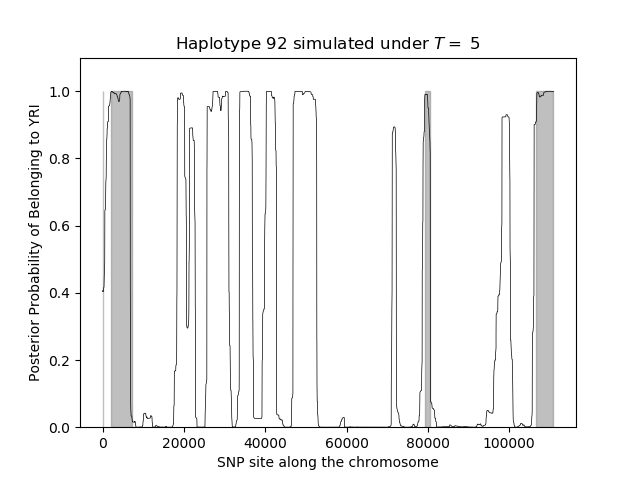 Haplotype 92 simulated under T = 5
Posterior Probability of Belonging to YRI
1.0
0.8
0.6
0.4
0.2
0.0
0 20000 40000 60000 80000 100000
SNP site along the chromosome